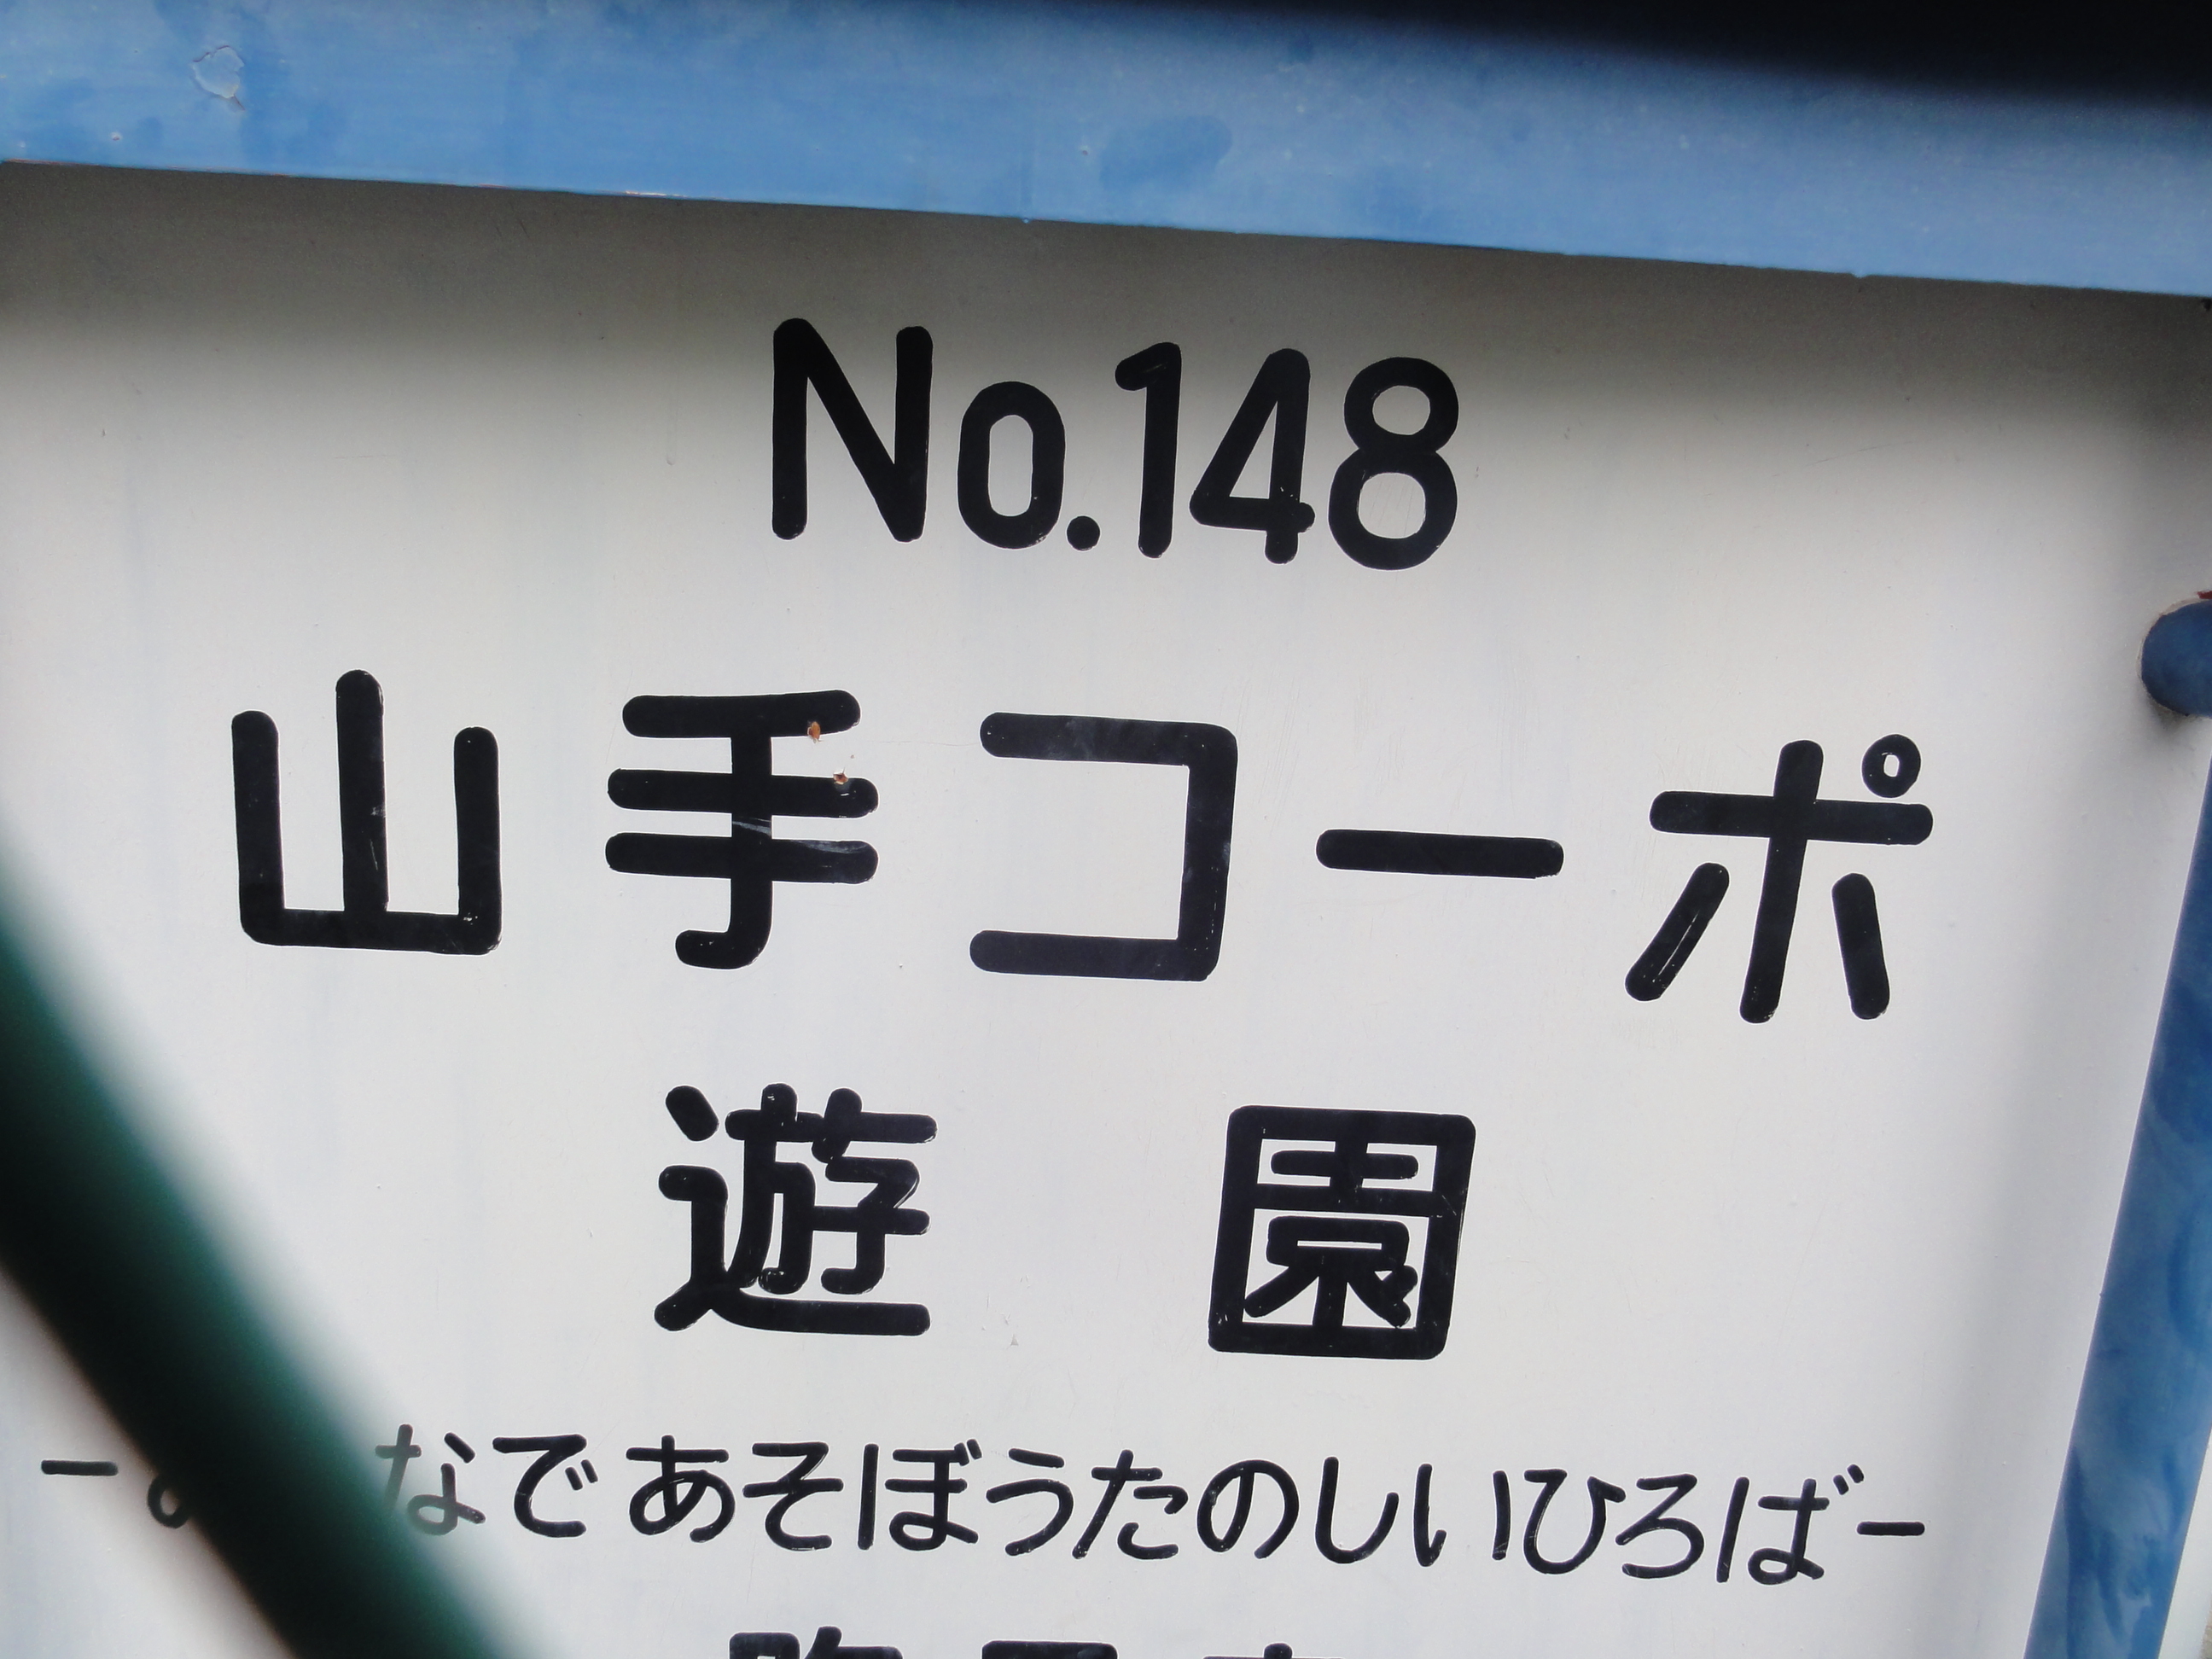 No.148
山手コーポ
遊園
なであそぼうたのしいひろばー